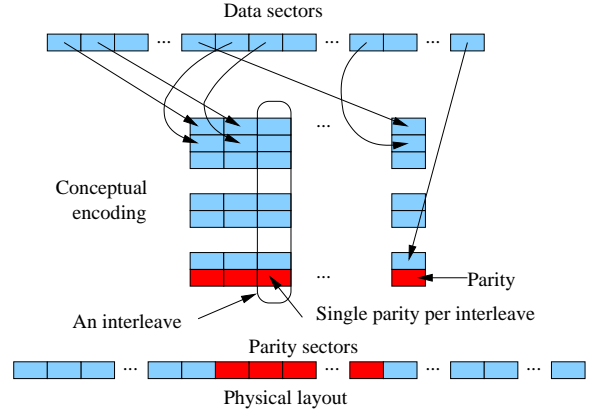 Data sectors
... ... ...
...
Conceptual
encoding
...
Parity
An interleave
Single parity per interleave
Parity sectors
... ... ... ...
Physical layout